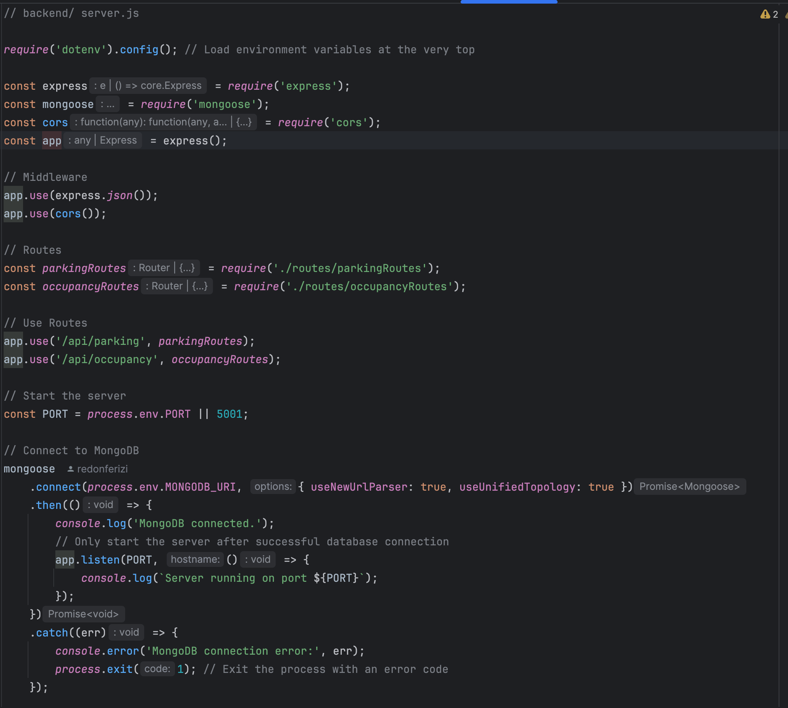 // backend/ server.js
2
require('dotenv').config(); // Load environment variables at the very top
const express : e | () => core.Express = require('express');
const mongoose : ... = require('mongoose');
const cors : function(any): function(any, a... | {...} = require('cors');
const app : any | Express = express();
// Middleware
app.use(express.json());
app.use(cors());
// Routes
const parkingRoutes : Router | {...} = require('./routes/parkingRoutes');
const occupancyRoutes : Router | {...} = require('./routes/occupancyRoutes');
// Use Routes
app.use('/api/parking', parkingRoutes);
app.use('/api/occupancy', occupancyRoutes);
// Start the server
const PORT = process.env.PORT || 5001;
// Connect to MongoDB
mongoose redonferizi
.connect(process.env.MONGODB_URI, options: { useNewUrlParser: true, useUnifiedTopology: true }) Promise<Mongoose>
.then(() : void => {
console.log('MongoDB connected.');
// Only start the server after successful database connection
app.listen(PORT, hostname: () : void => {
console.log(`Server running on port ${PORT}`);
});
}) Promise<void>
.catch((err) : void => {
console.error('MongoDB connection error:', err);
process.exit( code: 1); // Exit the process with an error code
});